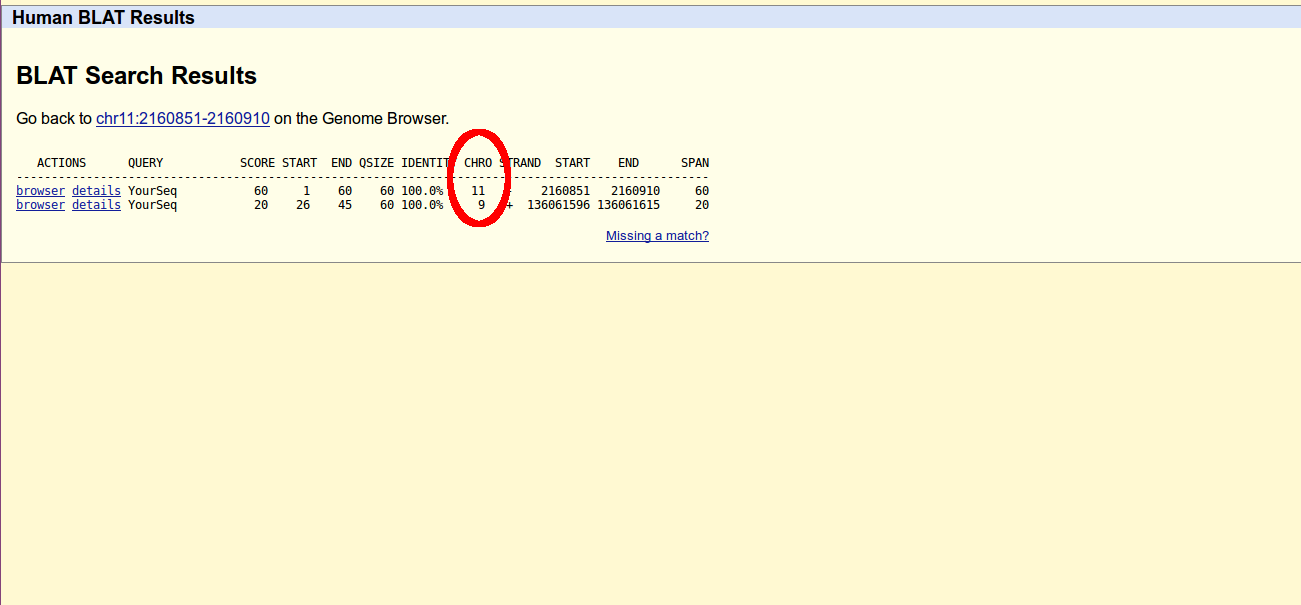 Human BLAT Results
BLAT Search Results
Go back to chr11:2160851-2160910 on the Genome Browser.
ACTIONS QUERY SCORE START END QSIZE IDENTIT CHRO STRAND START END SPAN
---------------------------------------------------------------------------------------------------
browser details YourSeq 60 1 60 60 100.0% 11 2160851 2160910 60
browser details YourSeq 20 26 45 60 100.0% 9 + 136061596 136061615 20
Missing a match?